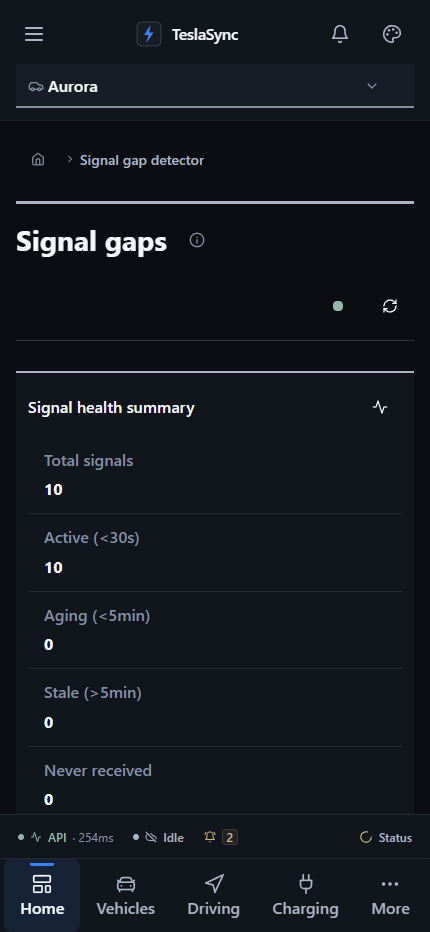 TeslaSync
Aurora
Signal gap detector
Signal gaps
Signal health summary
Total signals
10
Active (<30s)
10
Aging (<5min)
0
Stale (>5min)
0
Never received
0
API · 254ms Idle 2 Status
Home Vehicles Driving Charging More